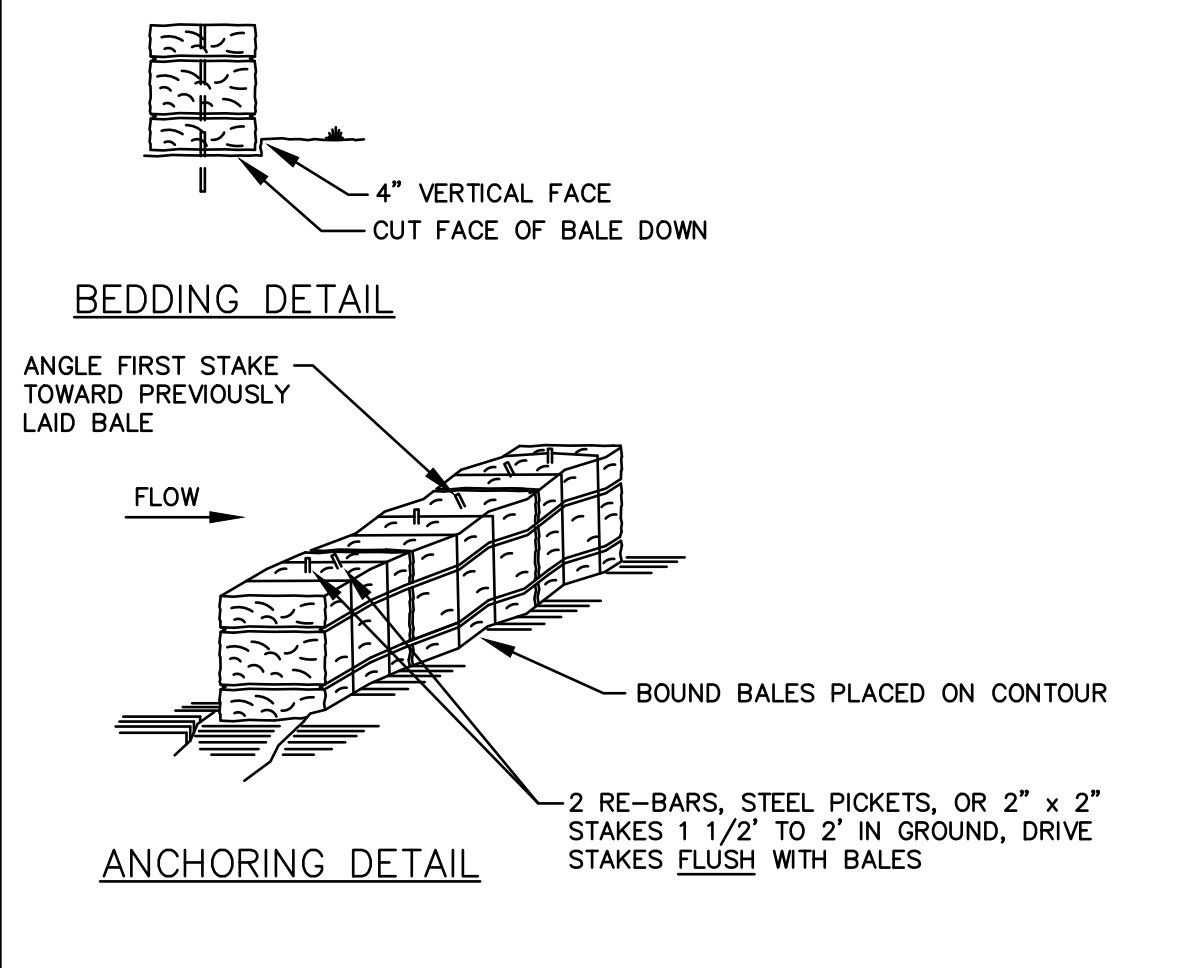 4" VERTICAL FACE
CUT FACE OF BALE DOWN
BEDDING DETAIL
ANGLE FIRST STAKE
TOWARD PREVIOUSLY
LAID BALE
FLOW
BOUND BALES PLACED ON CONTOUR
2 RE-BARS, STEEL PICKETS, OR 2" x 2"
STAKES 1 1/2' TO 2' IN GROUND, DRIVE
STAKES FLUSH WITH BALES
ANCHORING DETAIL